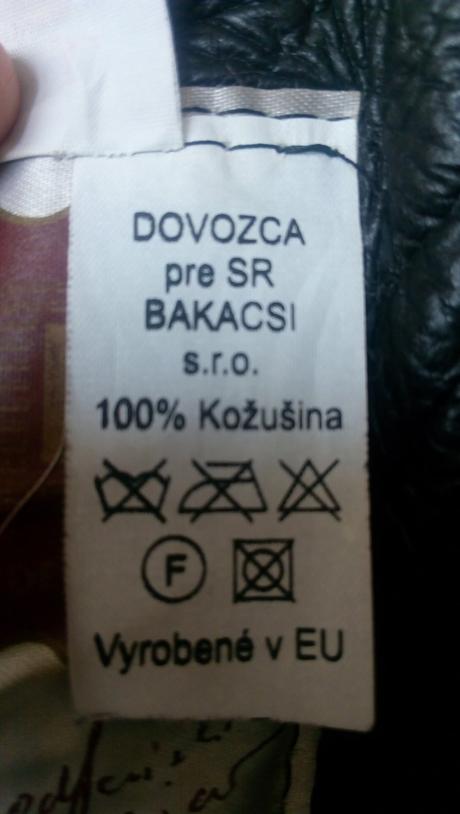 DOVOZCA
pre SR
BAKACSI
s.r.o.
100% Kožušina
F
Vyrobené v EU